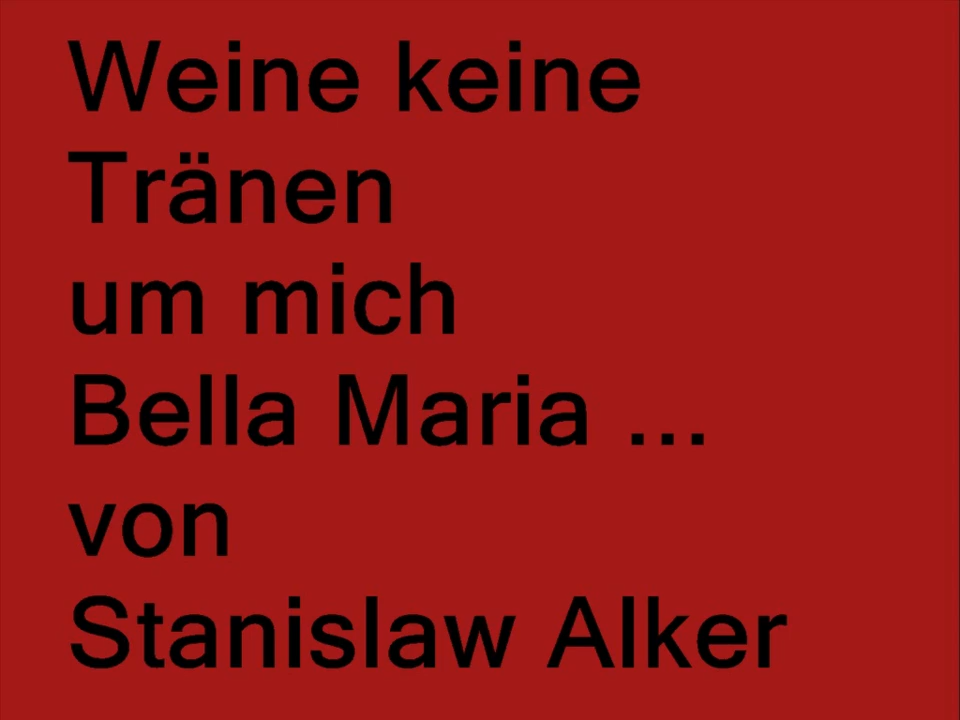 Weine keine
Tränen
um mich
Bella Maria ...
von
Stanislaw Alker